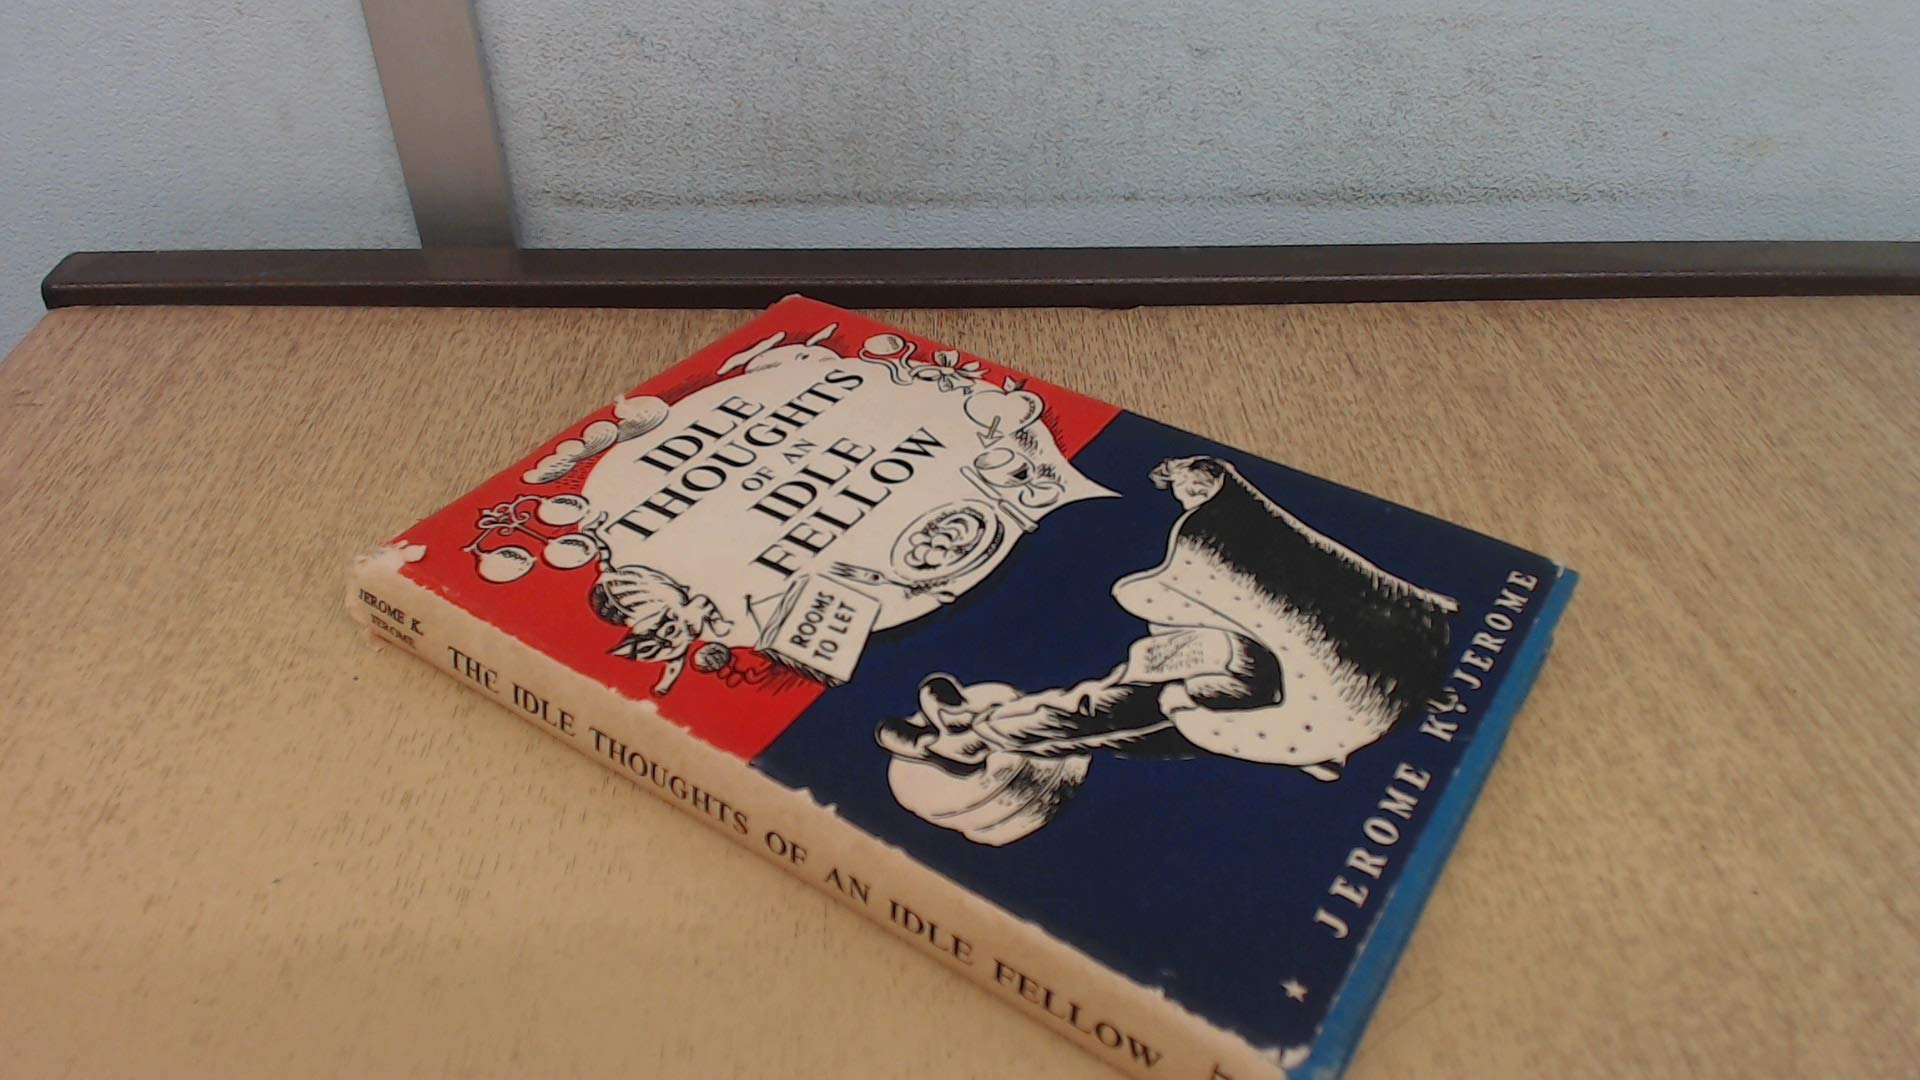 IDLE
THOUGHTS
OF AN
IDLE
FELLOW
ROOMS
TO LET
JEROME K. JEROME
JEROME K.
JEROME
THE IDLE THOUGHTS OF AN IDLE FELLOW